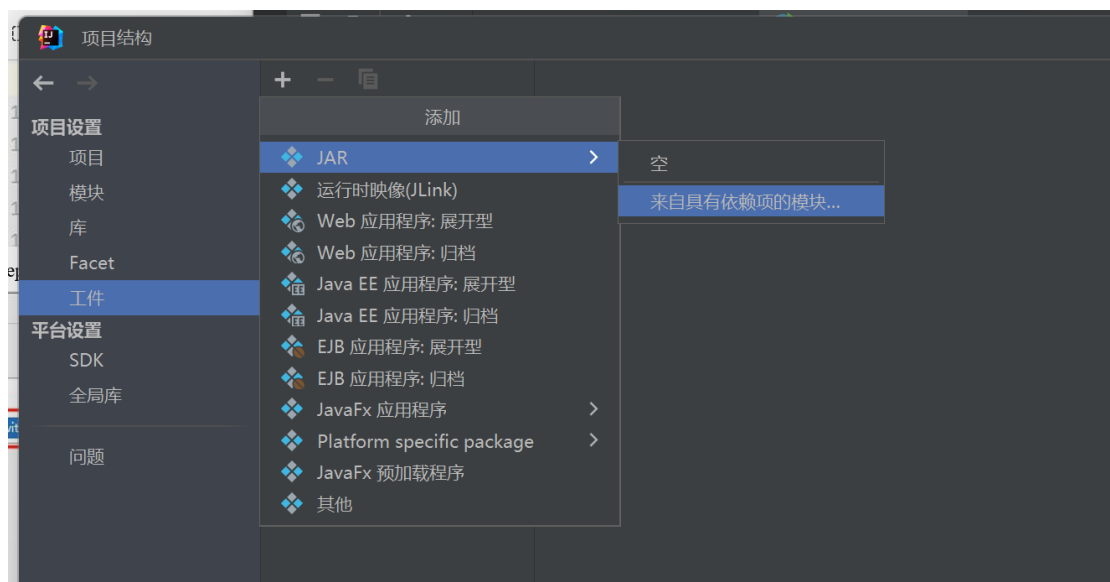 项目结构
项目设置
项目
模块
库
Facet
工件
平台设置
SDK
全局库
问题
添加
JAR
运行时映像(JLink)
Web 应用程序: 展开型
Web 应用程序: 归档
Java EE 应用程序: 展开型
Java EE 应用程序: 归档
EJB 应用程序: 展开型
EJB 应用程序: 归档
JavaFx 应用程序
Platform specific package
JavaFx 预加载程序
其他
空
来自具有依赖项的模块...